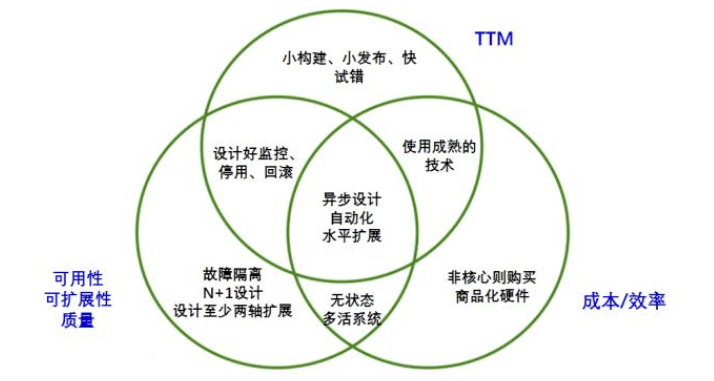 TTM
小构建、小发布、快
试错
设计好监控、
停用、回滚
使用成熟的
技术
异步设计
自动化
水平扩展
可用性
可扩展性
质量
故障隔离
N+1设计
设计至少两轴扩展
无状态
多活系统
非核心则购买
商品化硬件
成本/效率